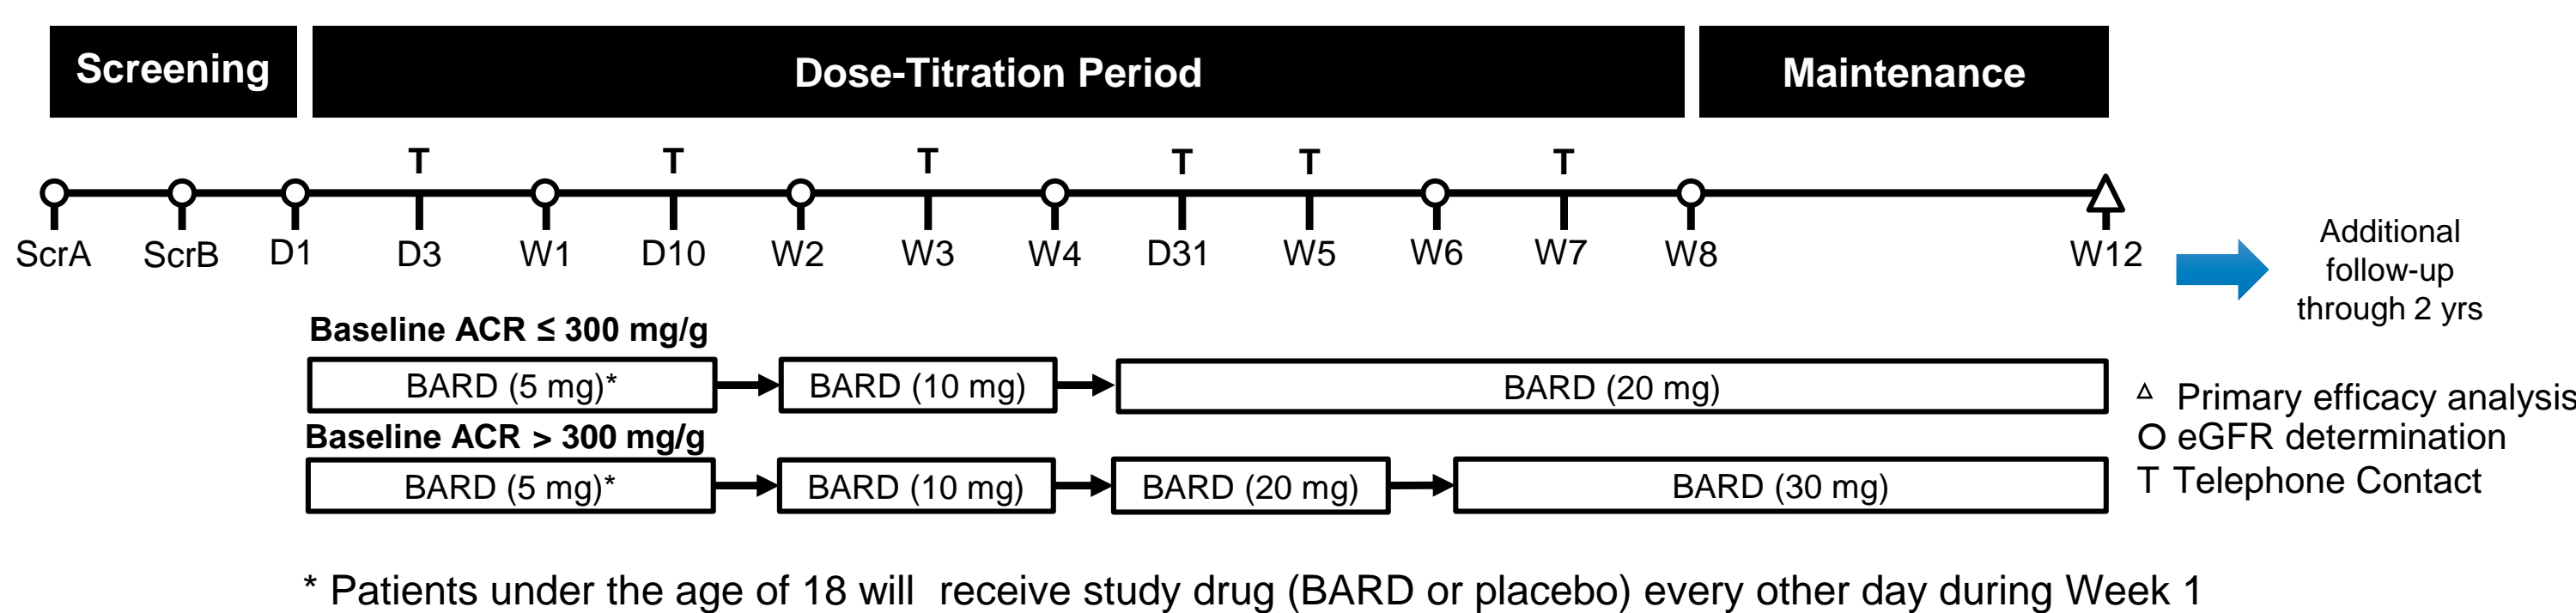 Screening
Dose-Titration Period
Maintenance
T T T T T T
ScrA ScrB D1 D3 W1 D10 W2 W3 W4 D31 W5 W6 W7 W8 W12
Additional
follow-up
through 2 yrs
Baseline ACR ≤ 300 mg/g
BARD (5 mg)* BARD (10 mg) BARD (20 mg)
Baseline ACR > 300 mg/g
BARD (5 mg)* BARD (10 mg) BARD (20 mg) BARD (30 mg)
△ Primary efficacy analysis
O eGFR determination
T Telephone Contact
* Patients under the age of 18 will receive study drug (BARD or placebo) every other day during Week 1